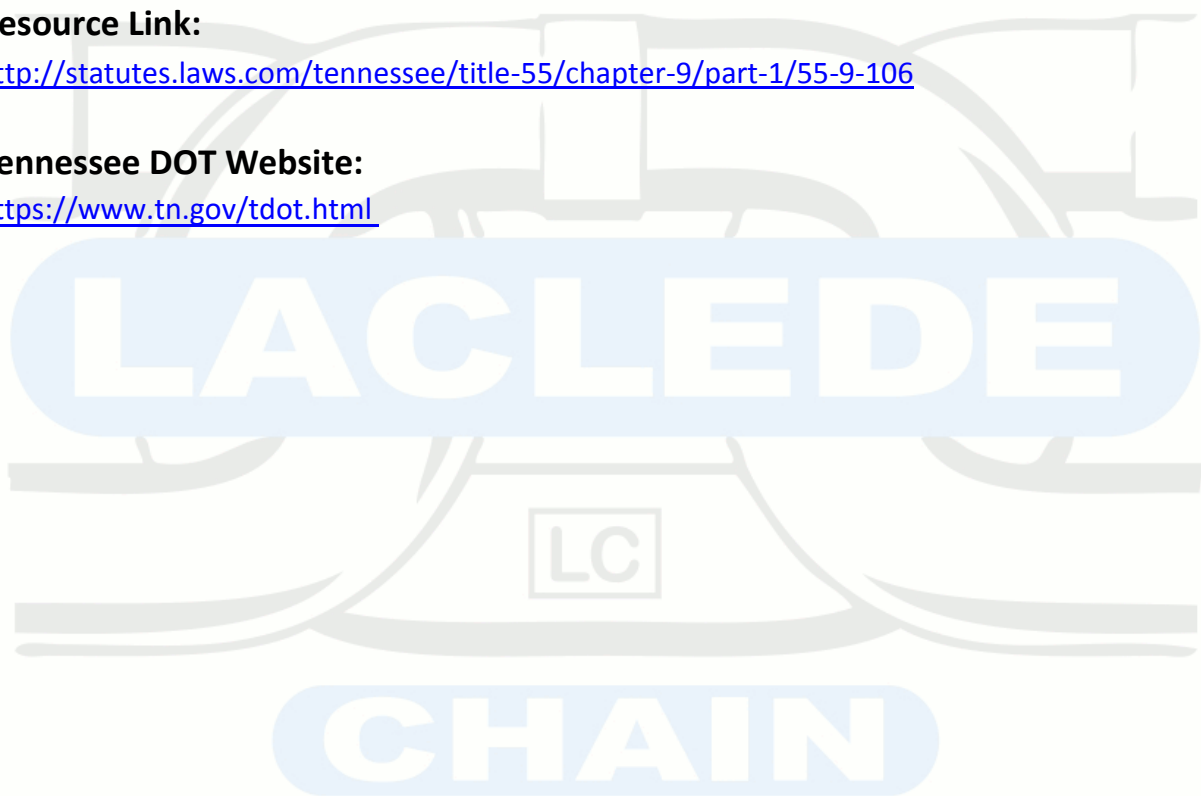 esource Link:
ttp://statutes.laws.com/tennessee/title-55/chapter-9/part-1/55-9-106
ennessee DOT Website:
ttps://www.tn.gov/tdot.html
LACLEDE
LC
CHAIN